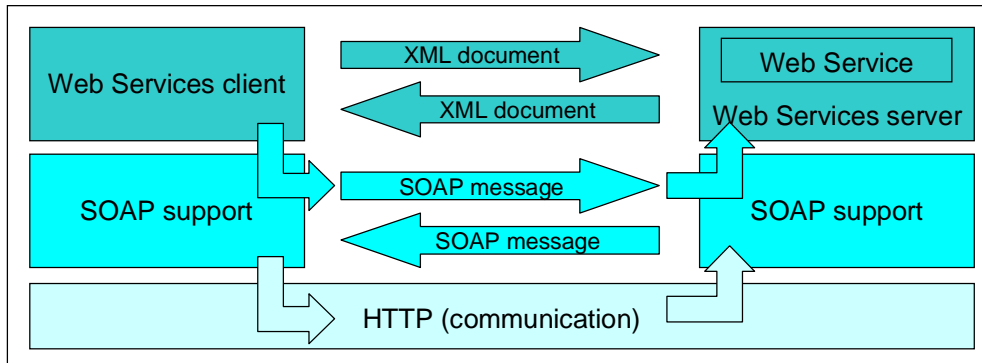 Web Services client
XML document
XML document
Web Service
Web Services server
SOAP support
SOAP message
SOAP message
SOAP support
HTTP (communication)